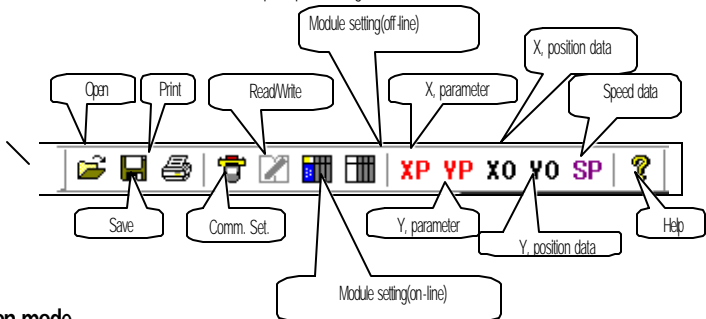 Module setting(off-line)
X, position data
Open
Print
Read/Write
X, parameter
Speed data
XP YP XO YO SP
Save
Comm. Set.
Y, parameter
Y, position data
Help
Module setting(on-line)
on mode